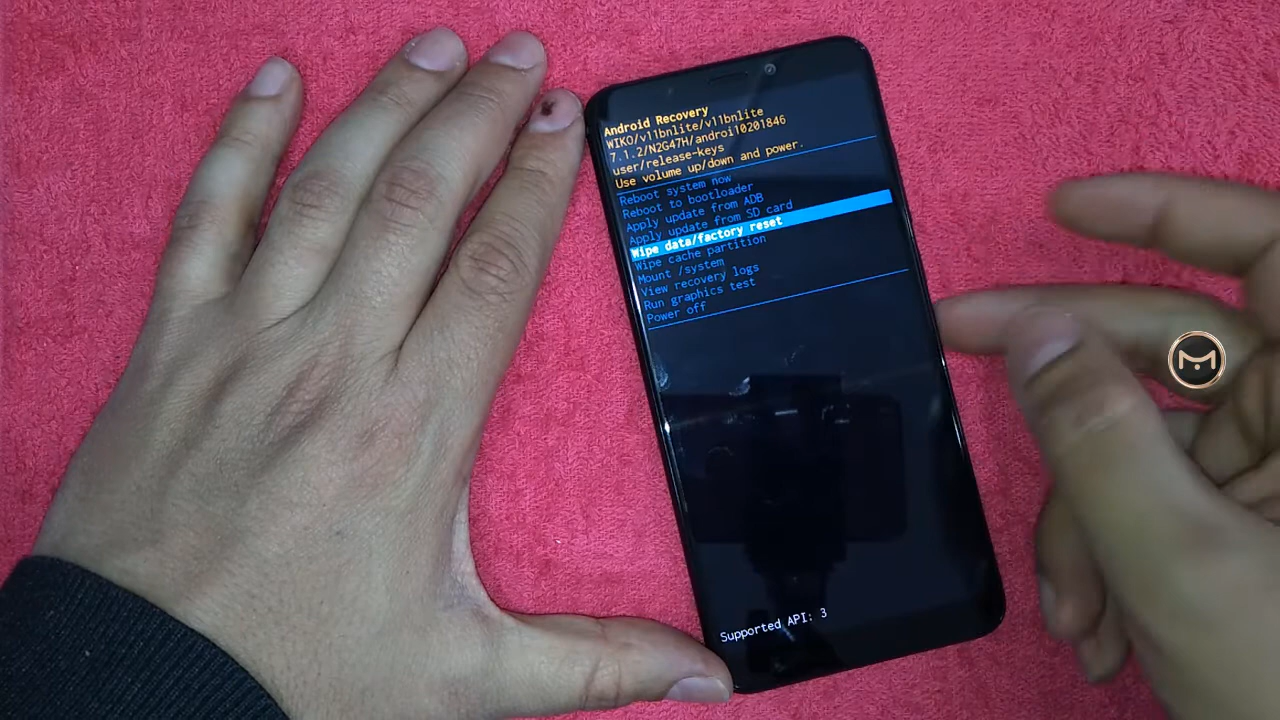 Android Recovery
WIKO/v11bnlite/v11bnlite
7.1.2/N2G47H/androi10201846
user/release-keys
Use volume up/down and power.
Reboot system now
Reboot to bootloader
Apply update from ADB
Apply update from SD card
Wipe data/factory reset
Wipe cache partition
Mount /system
View recovery logs
Run graphics test
Power off
Supported API: 3